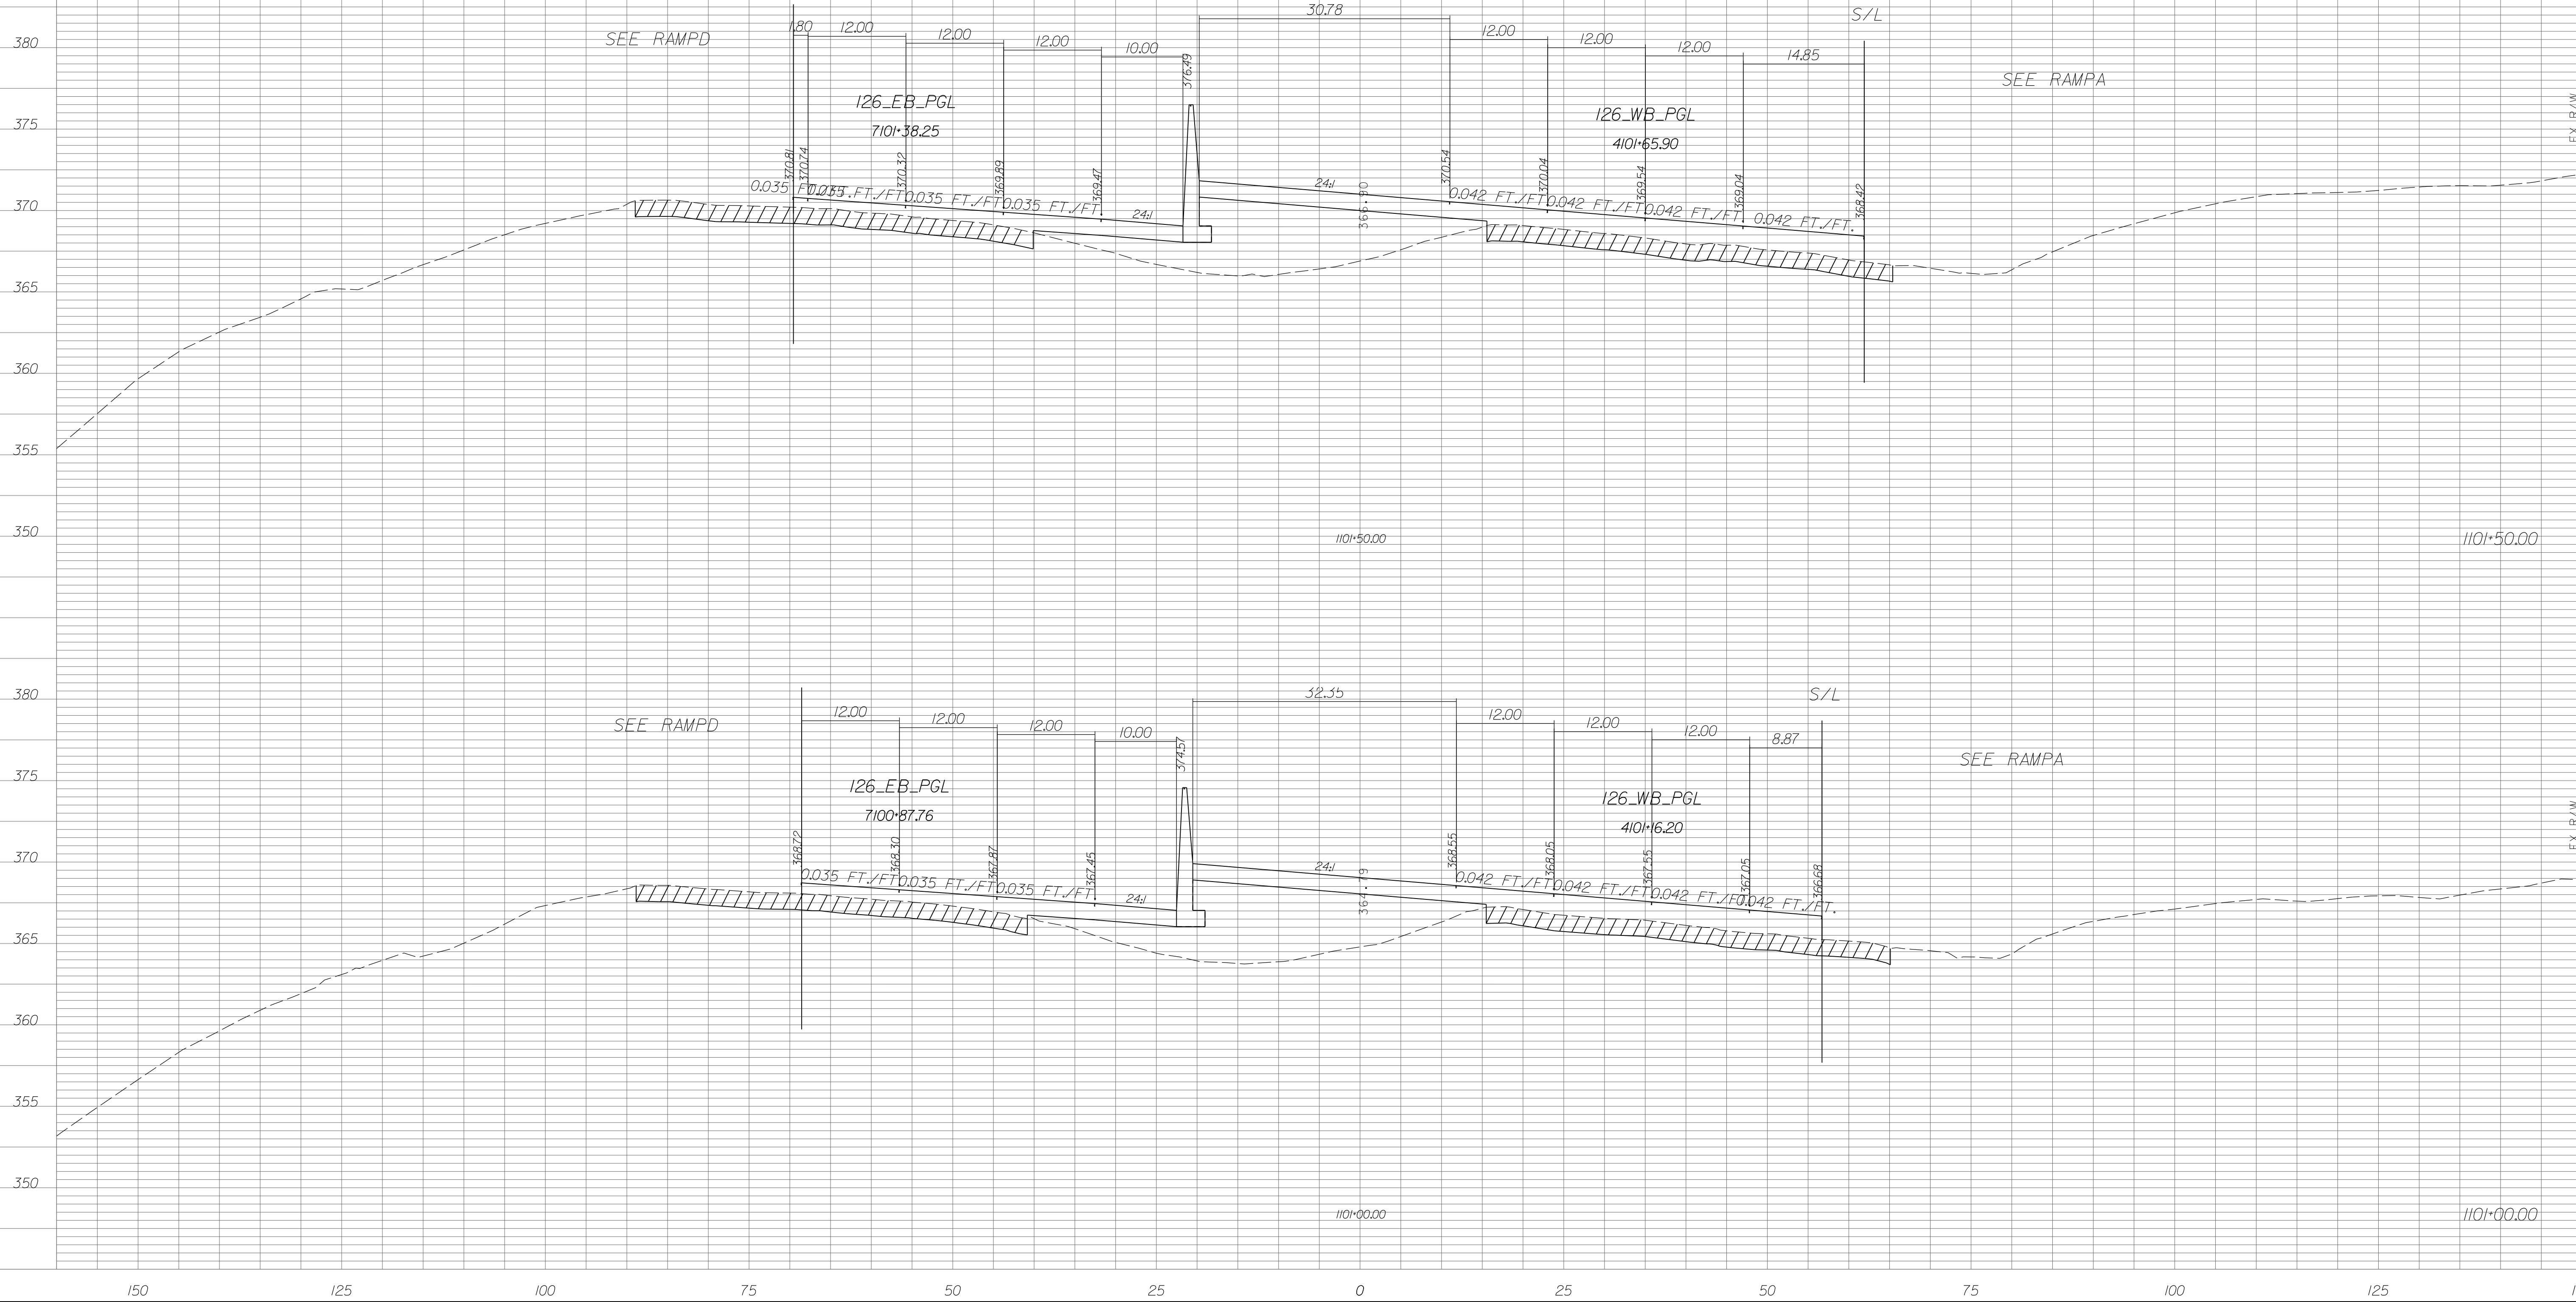 30.78 S/L
1.80 12.00 12.00 12.00 10.00 12.00 12.00 12.00 14.85
380 SEE RAMPD 376.49 SEE RAMPA
126_EB_PGL 126_WB_PGL
375 7101+38.25 4101+65.90 EX R/W
370.81 370.74 370.32 369.89 369.47 366.90 370.54 370.04 369.54 369.04 368.42
0.035 0.035 FT./FT 0.035 FT./FT 0.035 FT./FT. 24:1 24:1 0.042 FT./FT 0.042 FT./FT 0.042 FT./FT. 0.042 FT./FT.
370
365
360
355
350 1101+50.00 1101+50.00
380 32.35 S/L
SEE RAMPD 12.00 12.00 12.00 10.00 12.00 12.00 12.00 8.87
375 374.57 SEE RAMPA
126_EB_PGL 126_WB_PGL
7100+87.76 4101+16.20 EX R/W
370 368.72 368.30 367.87 367.45 364.79 368.55 368.05 367.55 367.05 366.68
0.035 FT./FT 0.035 FT./FT 0.035 FT./FT 24:1 24:1 0.042 FT./FT 0.042 FT./FT 0.042 FT./FT 0.042 FT./FT.
365
360
355
350
1101+00.00 1101+00.00
150 125 100 75 50 25 0 25 50 75 100 125